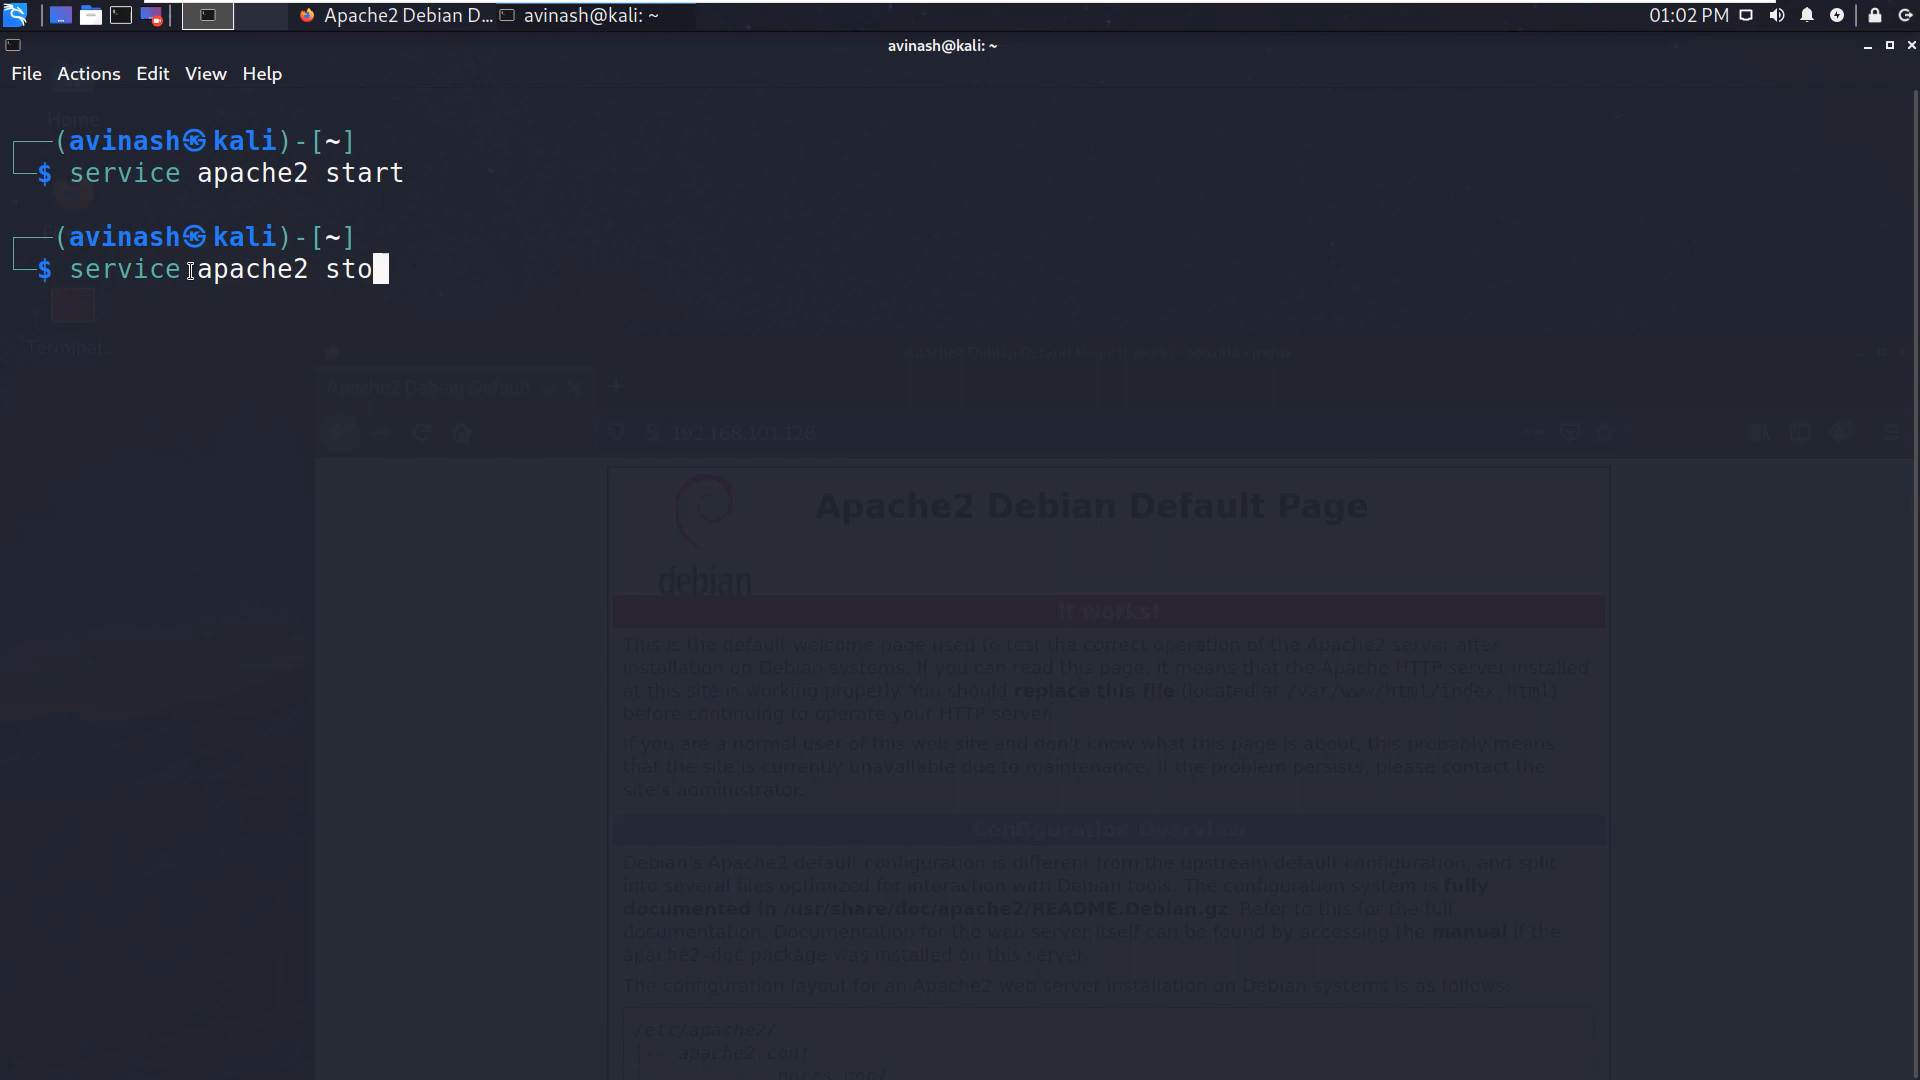 Apache2 Debian D... avinash@kali: ~ 01:02 PM
avinash@kali: ~
File Actions Edit View Help
Home
(avinash㉿kali)-[~]
$ service apache2 start
(avinash㉿kali)-[~]
$ service apache2 sto
Terminat...
Apache2 Debian Default
192.168.101.128
Apache2 Debian Default Page
debian
It works!
This is the default welcome page used to test the correct operation of the Apache2 server after
installation on Debian systems. If you can read this page, it means that the Apache HTTP server installed
at this site is working properly. You should replace this file (located at /var/www/html/index.html)
before continuing to operate your HTTP server.
If you are a normal user of this web site and don't know what this page is about, this probably means
that the site is currently unavailable due to maintenance. If the problem persists, please contact the
site's administrator.
Configuration Overview
Debian's Apache2 default configuration is different from the upstream default configuration, and split
into several files optimized for interaction with Debian tools. The configuration system is fully
documented in /usr/share/doc/apache2/README.Debian.gz. Refer to this for the full
documentation. Documentation for the web server itself can be found by accessing the manual if the
apache2-doc package was installed on this server.
The configuration layout for an Apache2 web server installation on Debian systems is as follows:
/etc/apache2/
|-- apache2.conf
ports.conf